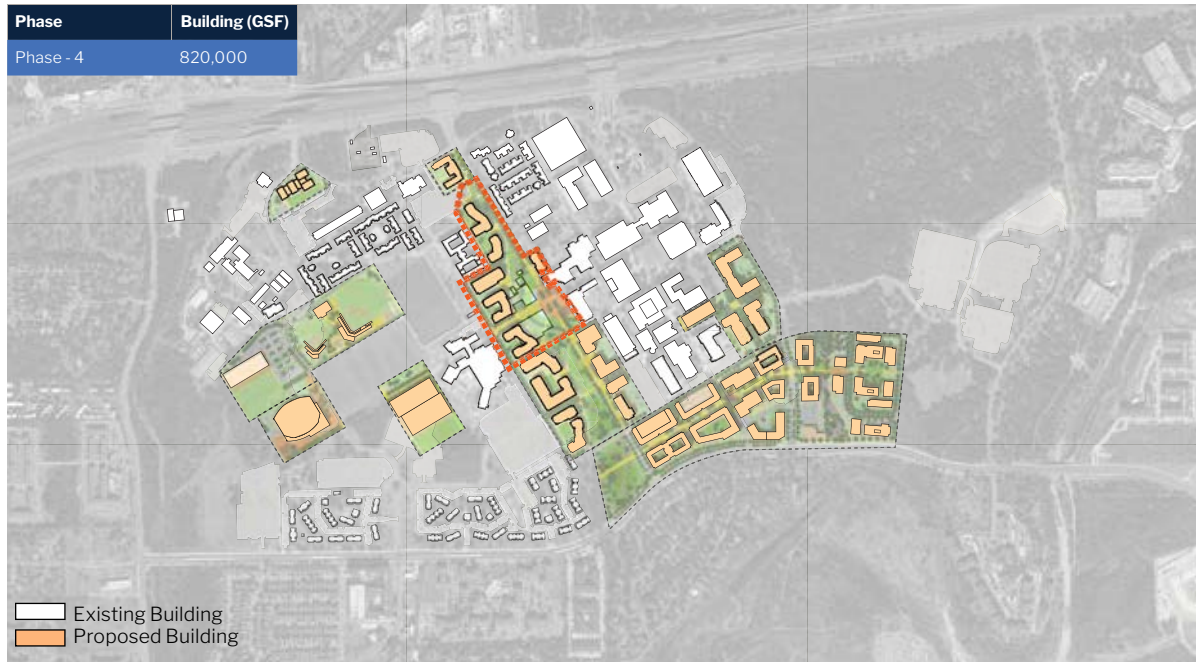 Phase Building (GSF)
Phase - 4 820,000
Existing Building
Proposed Building